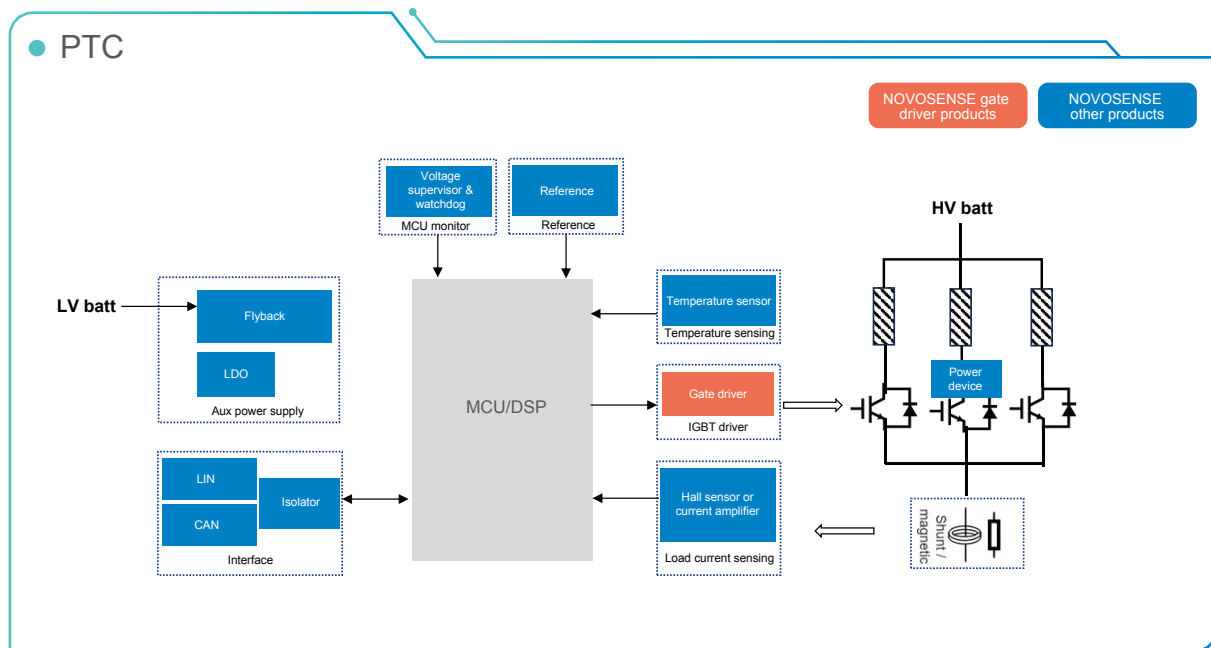 PTC
NOVOSENSE gate
driver products
NOVOSENSE
other products
Voltage
supervisor &
watchdog
MCU monitor
Reference
Reference
HV batt
LV batt
Flyback
LDO
Aux power supply
Temperature sensor
Temperature sensing
MCU/DSP
Gate driver
IGBT driver
Power
device
LIN
CAN
Isolator
Interface
Hall sensor or
current amplifier
Load current sensing
Shunt /
magnetic